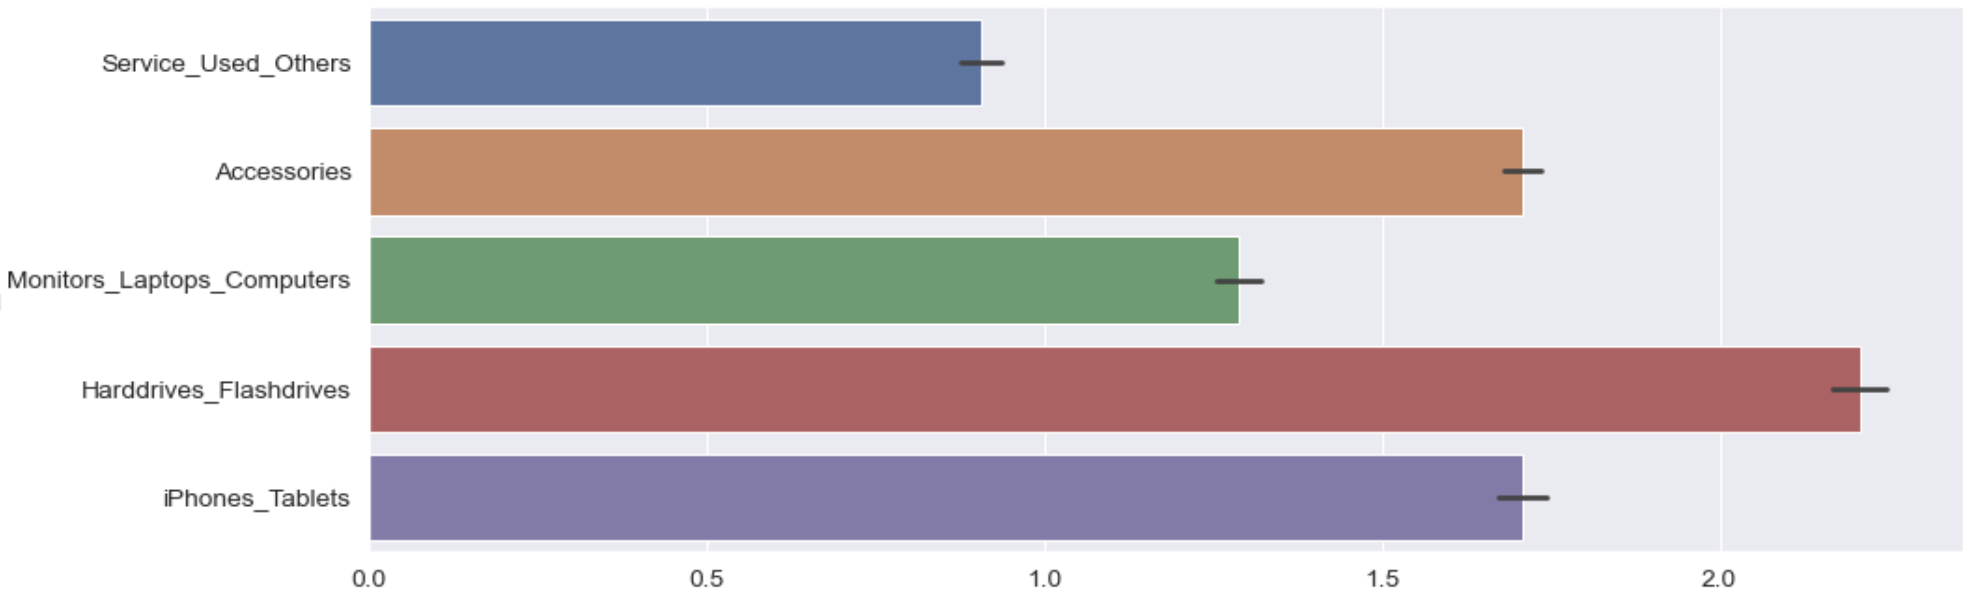 Service_Used_Others
Accessories
Monitors_Laptops_Computers
Harddrives_Flashdrives
iPhones_Tablets
0.0 0.5 1.0 1.5 2.0